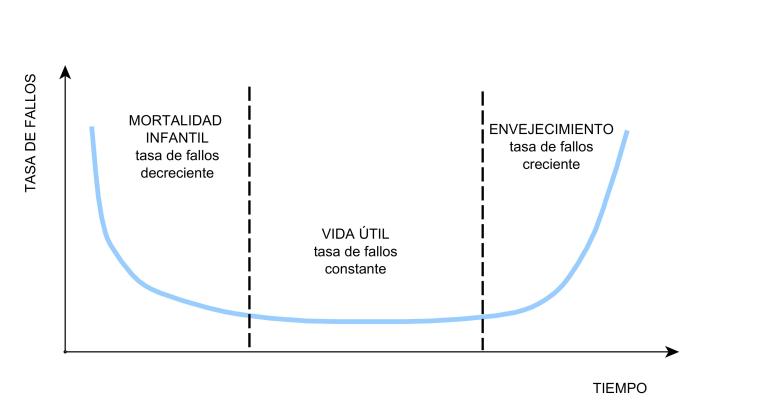 TASA DE FALLOS
MORTALIDAD
INFANTIL
tasa de fallos
decreciente
VIDA ÚTIL
tasa de fallos
constante
ENVEJECIMIENTO
tasa de fallos
creciente
TIEMPO